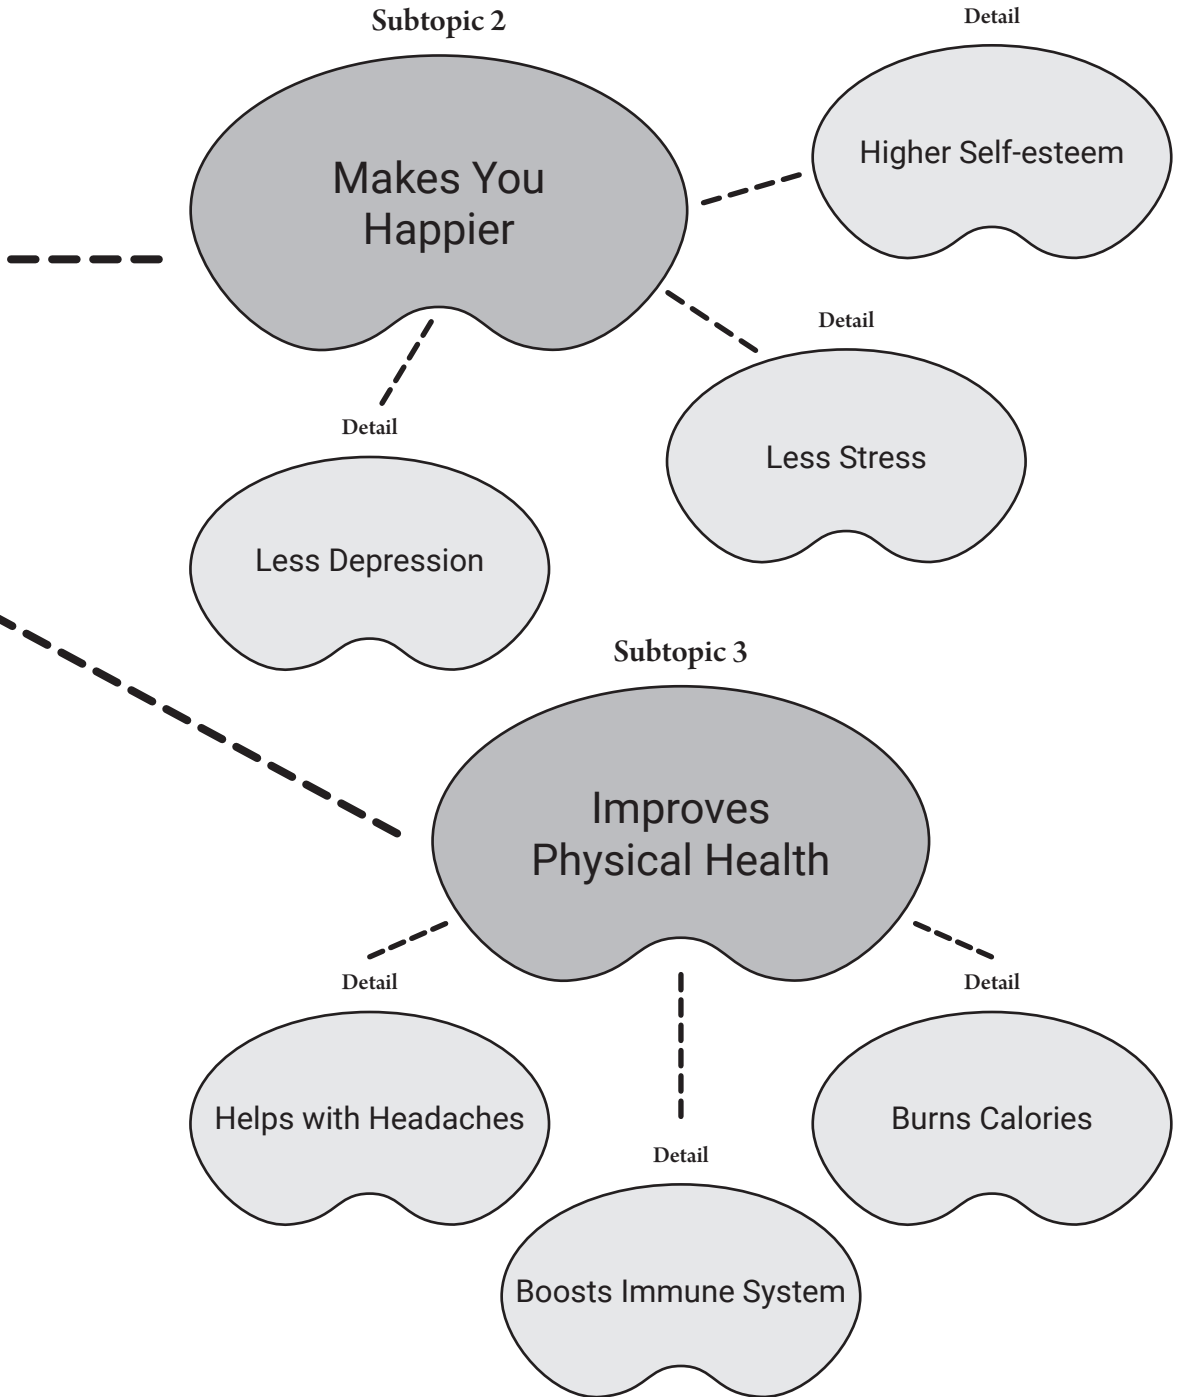 Subtopic 2
Makes You
Happier
Detail
Higher Self-esteem
Detail
Less Stress
Detail
Less Depression
Subtopic 3
Improves
Physical Health
Detail
Helps with Headaches
Detail
Boosts Immune System
Detail
Burns Calories